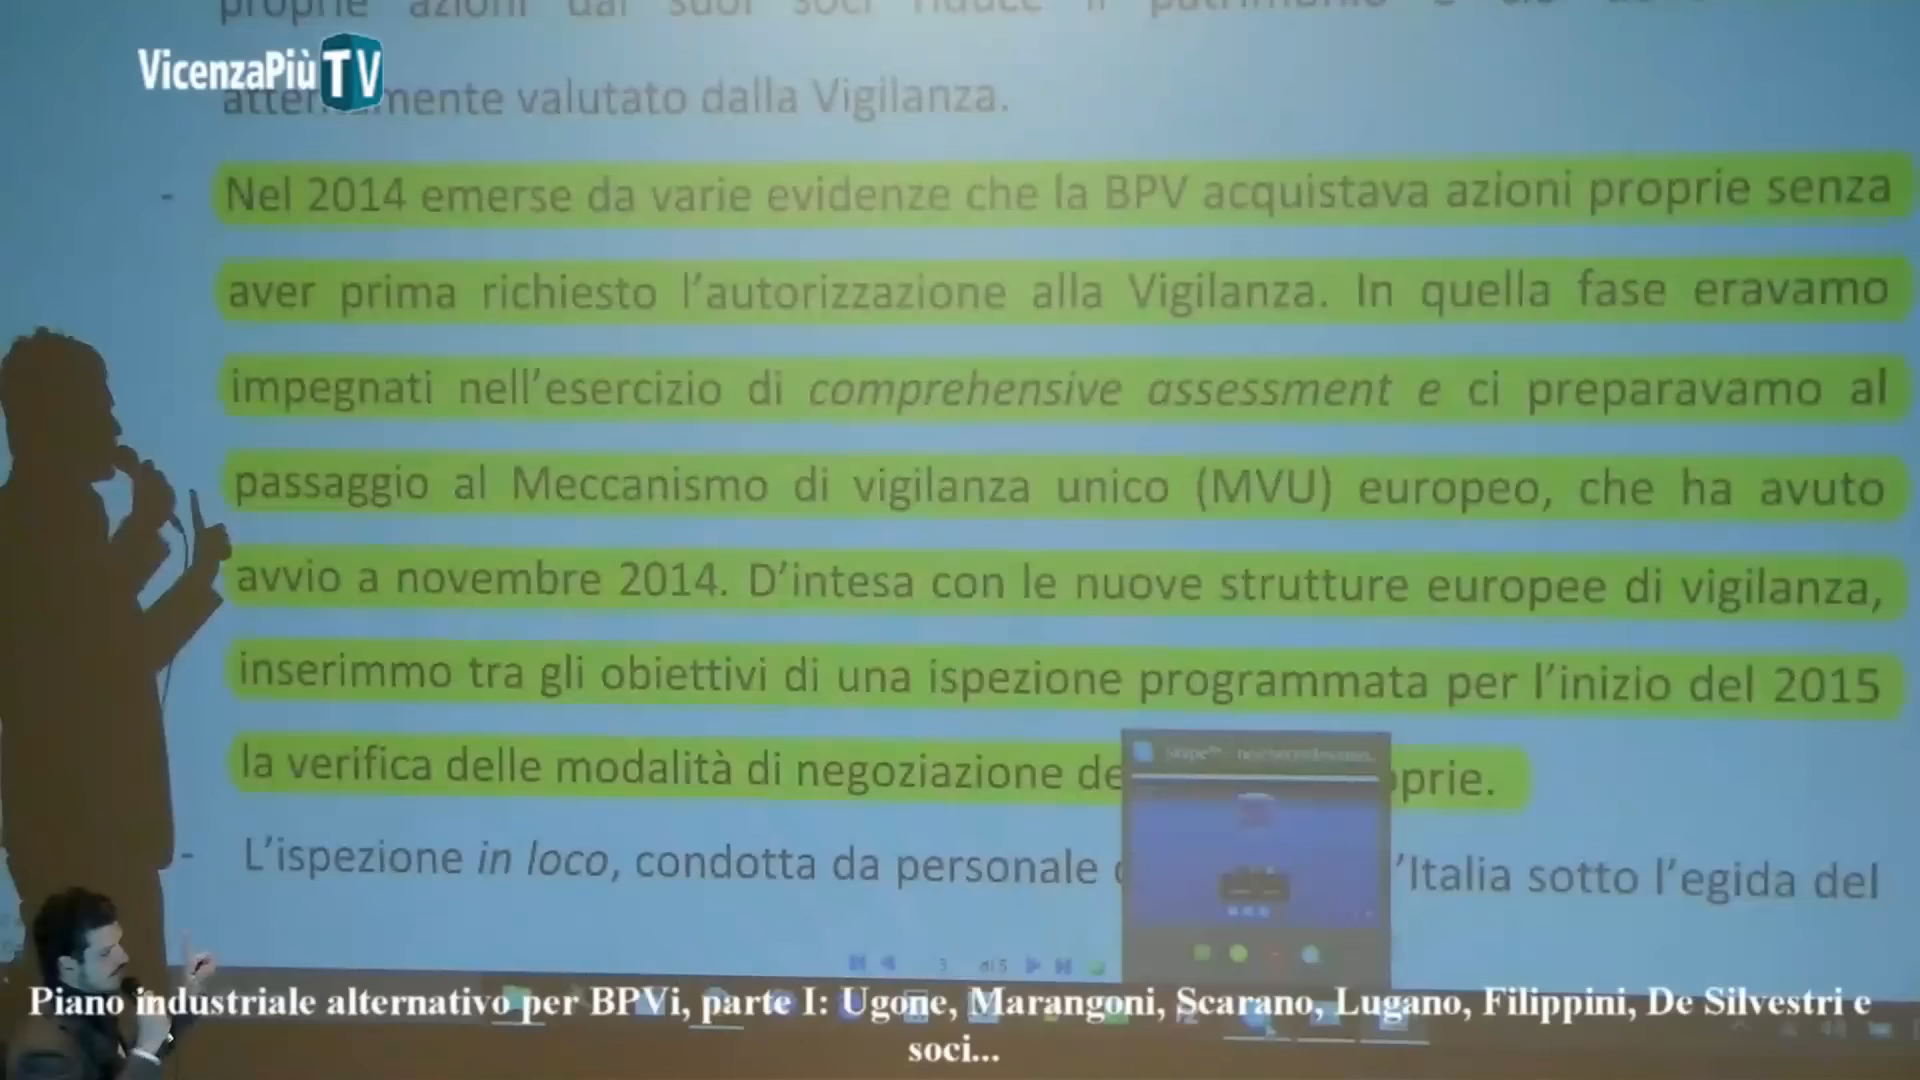 proprie azioni dai suoi soci riduce il patrimonio e
VicenzaPiùTV
mente valutato dalla Vigilanza.
- Nel 2014 emerse da varie evidenze che la BPV acquistava azioni proprie senza
aver prima richiesto l’autorizzazione alla Vigilanza. In quella fase eravamo
impegnati nell’esercizio di comprehensive assessment e ci preparavamo al
passaggio al Meccanismo di vigilanza unico (MVU) europeo, che ha avuto
avvio a novembre 2014. D’intesa con le nuove strutture europee di vigilanza,
inserimmo tra gli obiettivi di una ispezione programmata per l’inizio del 2015
la verifica delle modalità di negoziazione de oprie.
- L’ispezione in loco, condotta da personale ’Italia sotto l’egida del
3 di 5
Piano industriale alternativo per BPVi, parte I: Ugone, Marangoni, Scarano, Lugano, Filippini, De Silvestri e
soci...